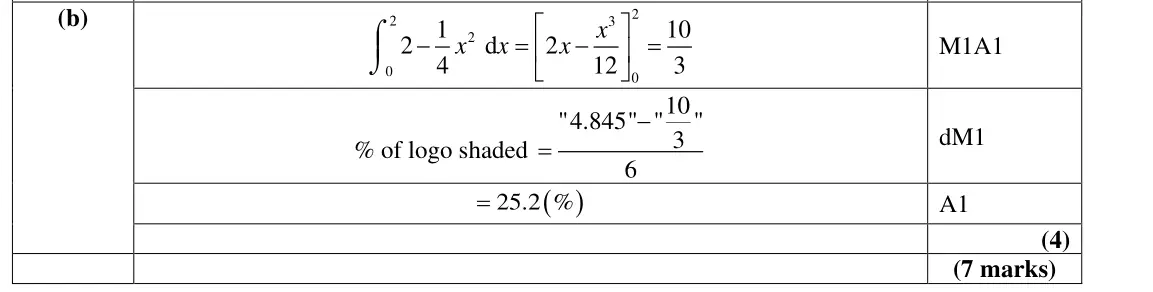 (b) ∫₀² 2 − 1/4 x² dx = [2x − x³/12]₀² = 10/3 M1A1
% of logo shaded = ("4.845" − "10/3") / 6 dM1
= 25.2(%) A1
(4)
(7 marks)